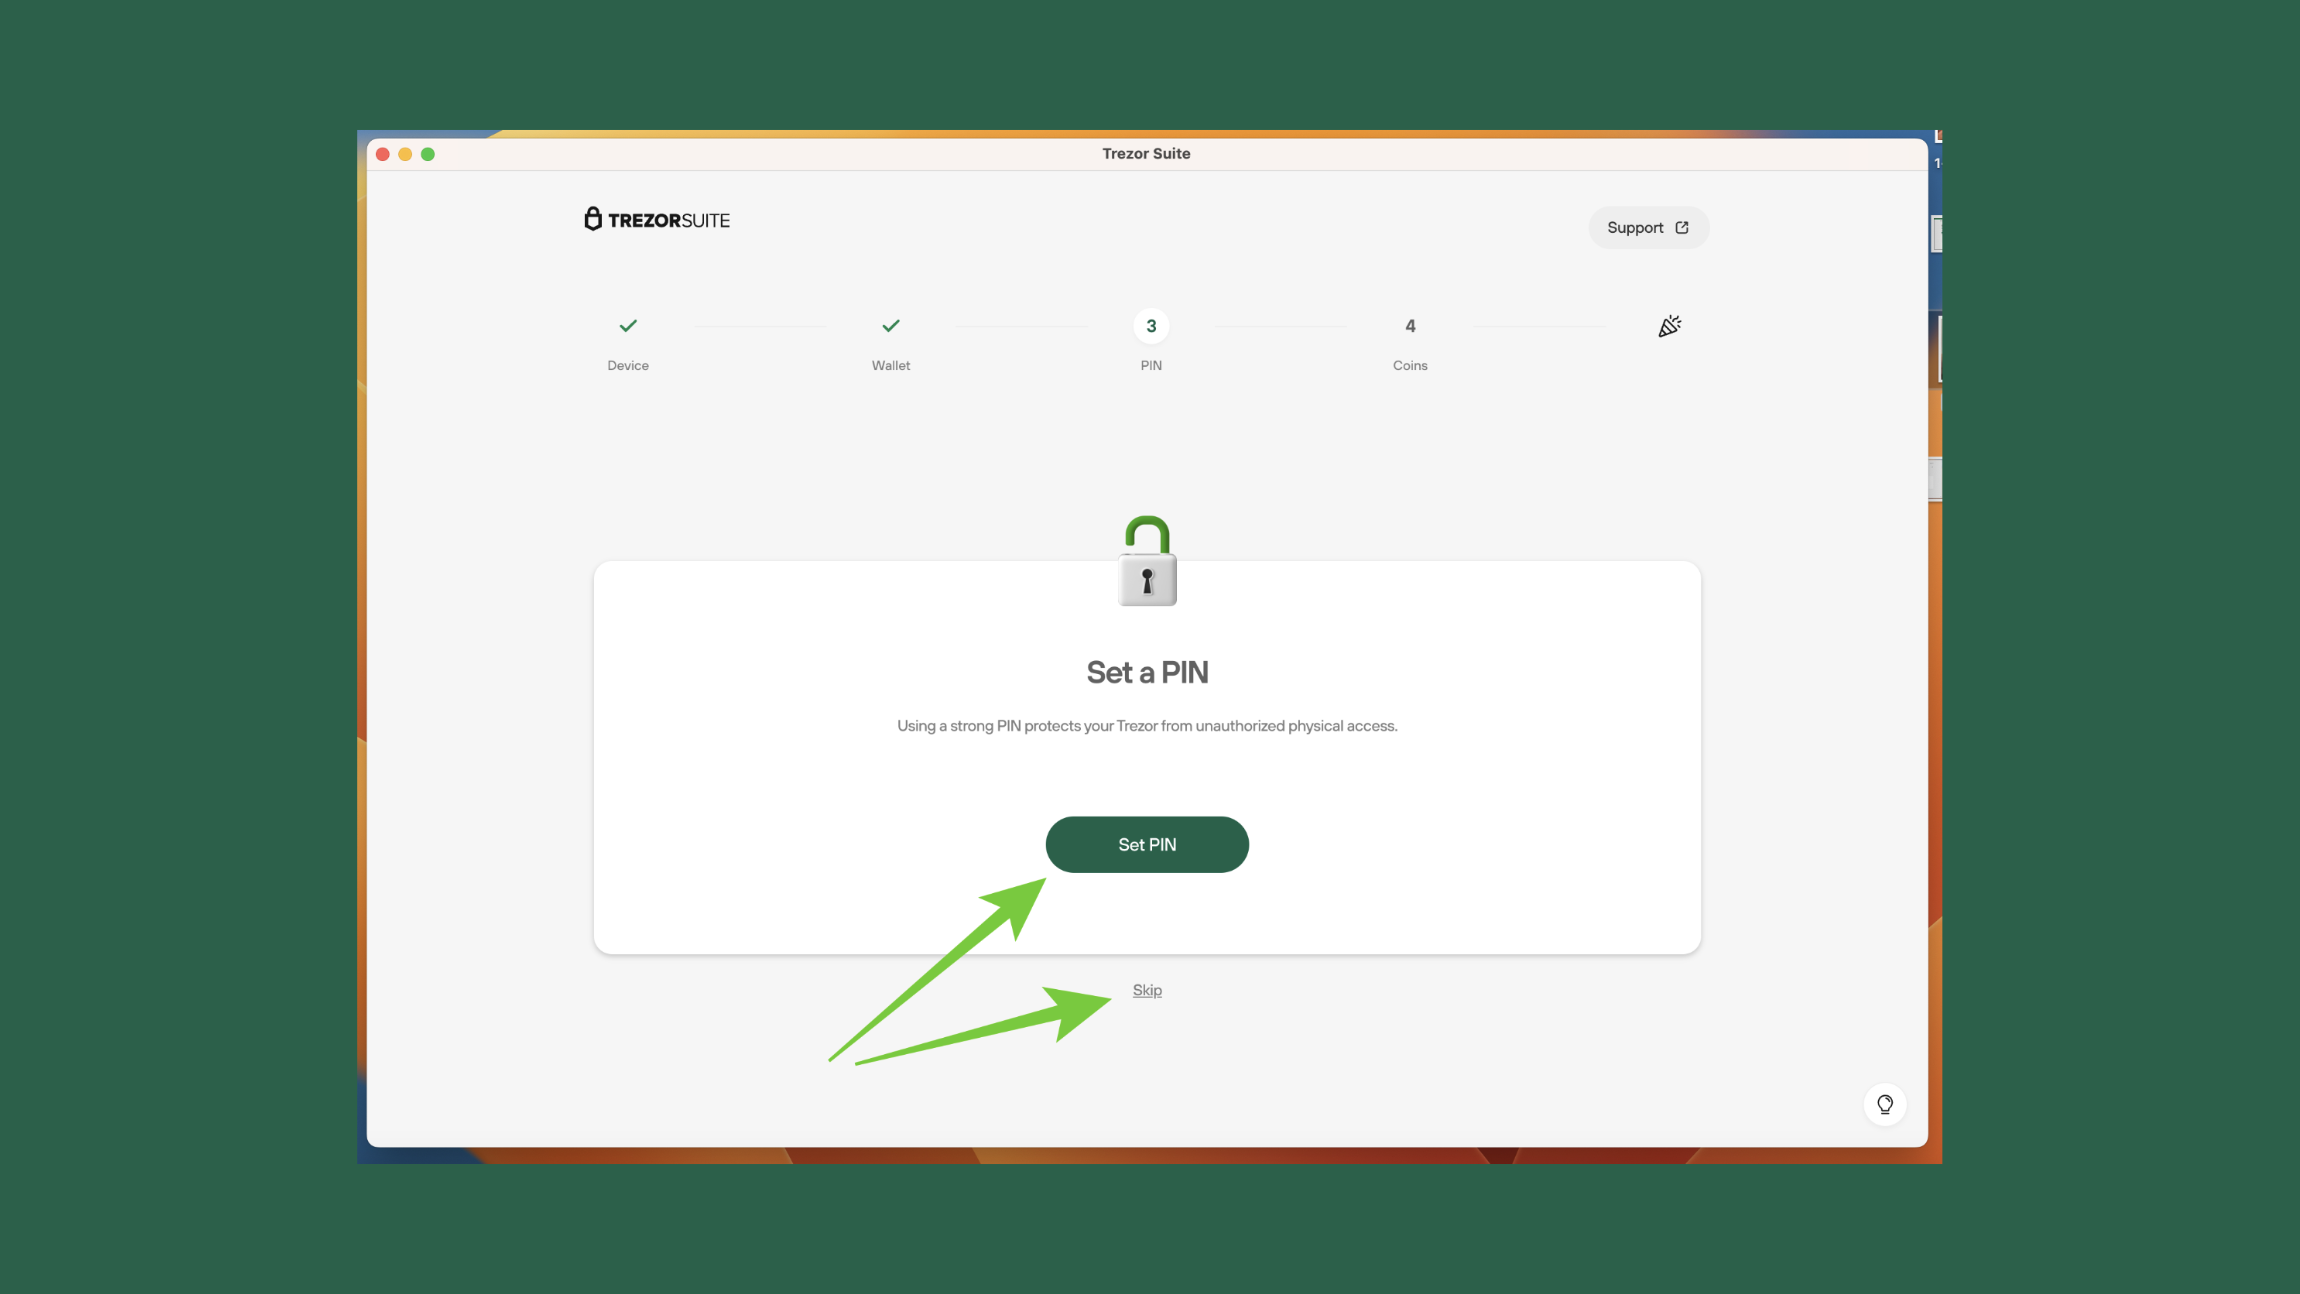 Trezor Suite
TREZORSUITE
Support
3
4
Device
Wallet
PIN
Coins
Set a PIN
Using a strong PIN protects your Trezor from unauthorized physical access.
Set PIN
Skip